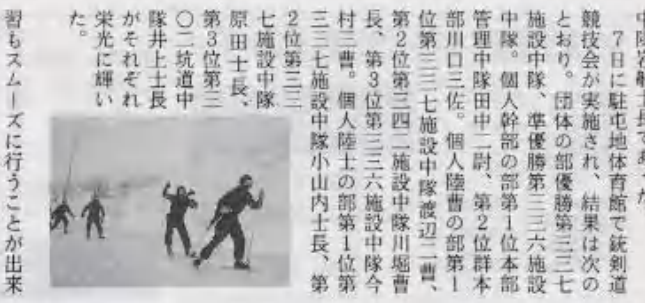 中隊岩館士長であった。
7日に駐屯地体育館で銃剣道
競技会が実施され、結果は次の
とおり。団体の部優勝第三三七
施設中隊、準優勝第三三六施設
中隊。個人幹部の部第1位本部
管理中隊田中二尉、第2位群本
部川口三佐。個人陸曹の部第1
位第三三七施設中隊渡辺二曹、
第2位第三四二施設中隊川堀曹
長、第3位第三三六施設中隊今
村三曹。個人陸士の部第1位第
三三七施設中隊小山内士長、第
2位第三三
七施設中隊
原田士長、
第3位第三
〇二坑道中
隊井上士長
がそれぞれ
栄光に輝い
た。
習もスムーズに行うことが出来